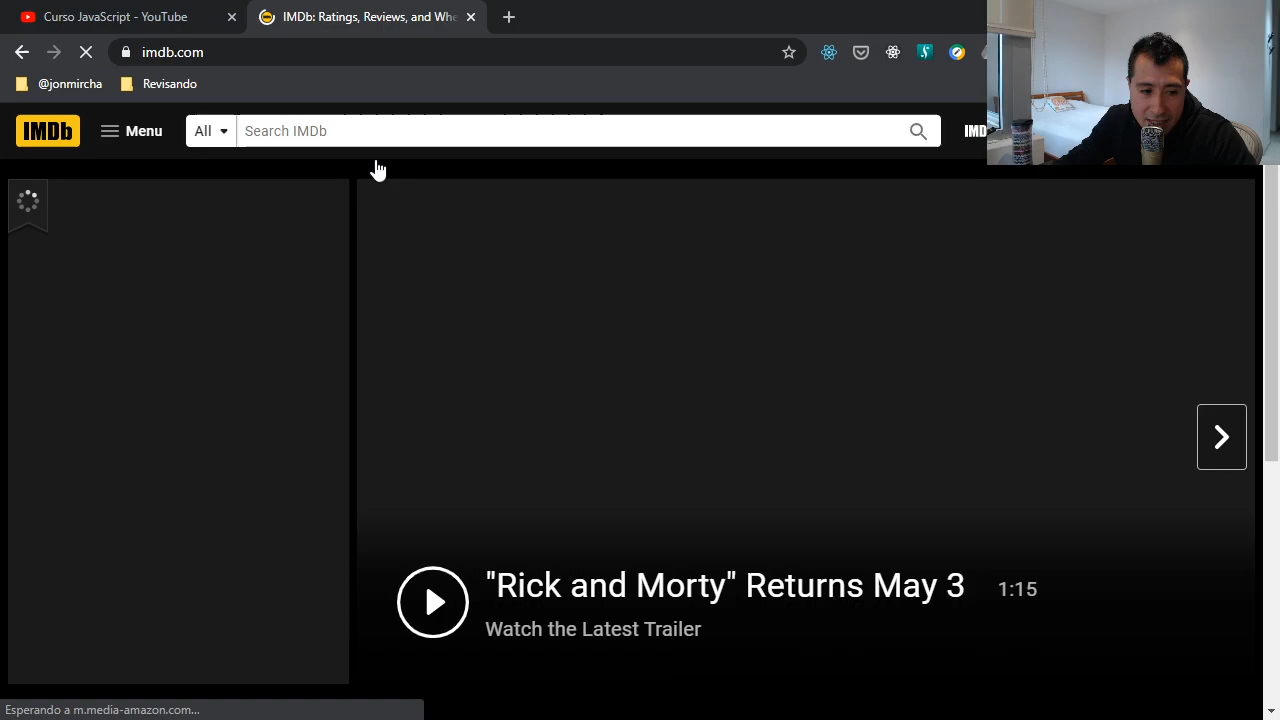 Curso JavaScript - YouTube
IMDb: Ratings, Reviews, and Whe
imdb.com
@jonmircha
Revisando
IMDb
Menu
All
Search IMDb
IMD
"Rick and Morty" Returns May 3
1:15
Watch the Latest Trailer
Esperando a m.media-amazon.com...